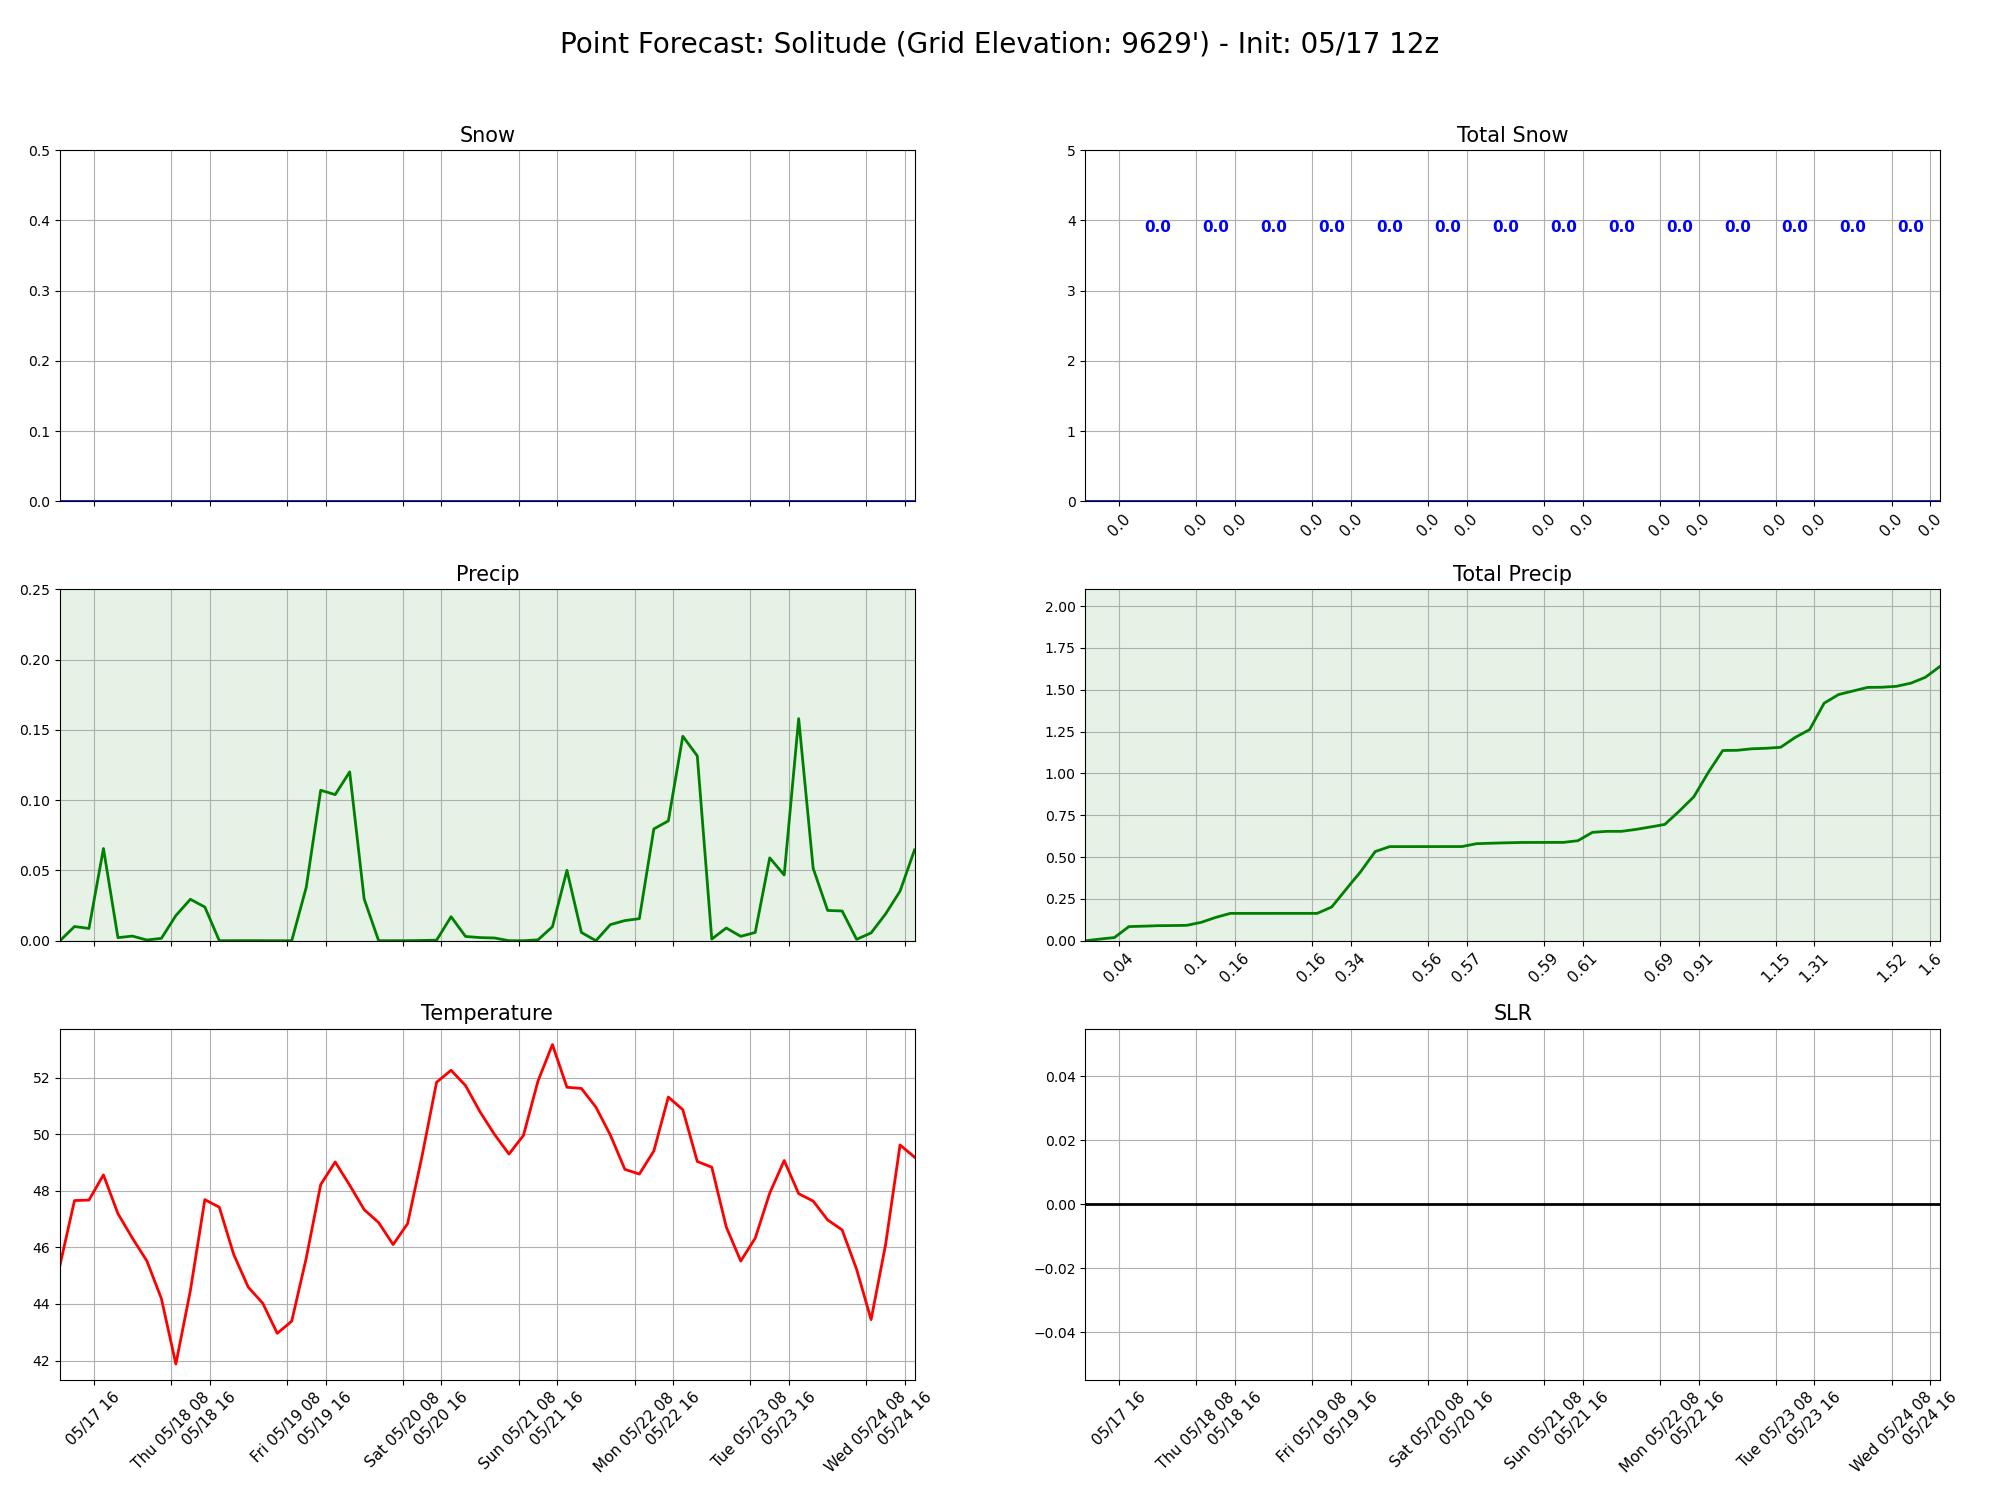 Point Forecast: Solitude (Grid Elevation: 9629') - Init: 05/17 12z
Snow
0.5
0.4
0.3
0.2
0.1
0.0
Total Snow
5
4
3
2
1
0
0.0 0.0 0.0 0.0 0.0 0.0 0.0 0.0 0.0 0.0 0.0 0.0 0.0 0.0
0.0 0.0 0.0 0.0 0.0 0.0 0.0 0.0 0.0 0.0 0.0 0.0 0.0 0.0 0.0
Precip
0.25
0.20
0.15
0.10
0.05
0.00
Total Precip
2.00
1.75
1.50
1.25
1.00
0.75
0.50
0.25
0.00
0.04 0.1 0.16 0.16 0.34 0.56 0.57 0.59 0.61 0.69 0.91 1.15 1.31 1.52 1.6
Temperature
52
50
48
46
44
42
05/17 16
Thu 05/18 08
05/18 16
Fri 05/19 08
05/19 16
Sat 05/20 08
05/20 16
Sun 05/21 08
05/21 16
Mon 05/22 08
05/22 16
Tue 05/23 08
05/23 16
Wed 05/24 08
05/24 16
SLR
0.04
0.02
0.00
−0.02
−0.04
05/17 16
Thu 05/18 08
05/18 16
Fri 05/19 08
05/19 16
Sat 05/20 08
05/20 16
Sun 05/21 08
05/21 16
Mon 05/22 08
05/22 16
Tue 05/23 08
05/23 16
Wed 05/24 08
05/24 16